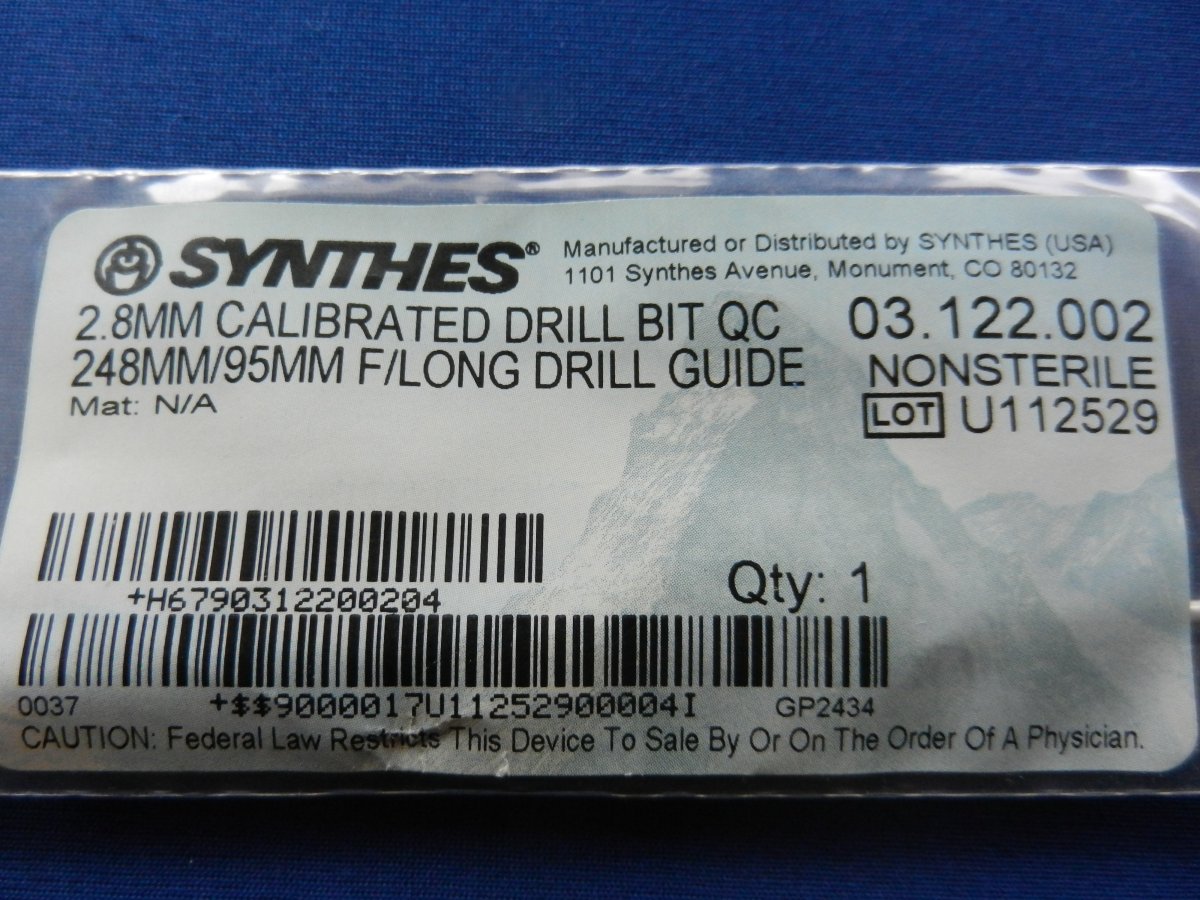 SYNTHES® Manufactured or Distributed by SYNTHES (USA)
1101 Synthes Avenue, Monument, CO 80132
2.8MM CALIBRATED DRILL BIT QC 03.122.002
248MM/95MM F/LONG DRILL GUIDE NONSTERILE
Mat: N/A LOT U112529
+H6790312200204 Qty: 1
0037 +$$9000017U11252900004I GP2434
CAUTION: Federal Law Restricts This Device To Sale By Or On The Order Of A Physician.